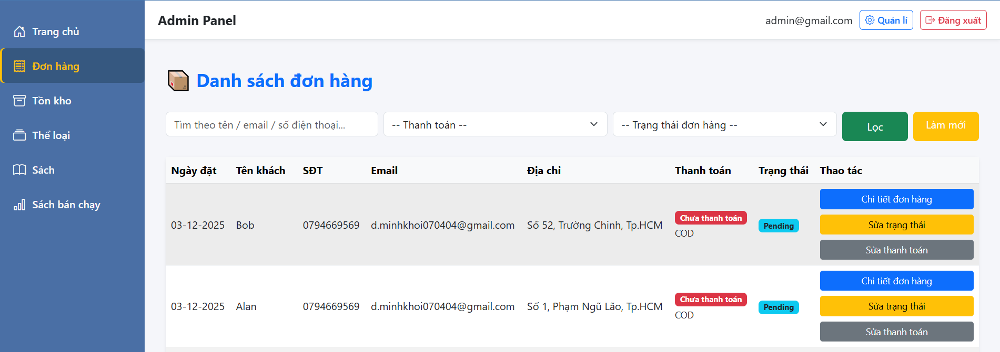 Trang chủ
Đơn hàng
Tồn kho
Thể loại
Sách
Sách bán chạy
Admin Panel
admin@gmail.com Quản lí Đăng xuất
Danh sách đơn hàng
Tìm theo tên / email / số điện thoại... -- Thanh toán -- -- Trạng thái đơn hàng -- Lọc Làm mới
Ngày đặt Tên khách SĐT Email Địa chỉ Thanh toán Trạng thái Thao tác
03-12-2025 Bob 0794669569 d.minhkhoi070404@gmail.com Số 52, Trường Chinh, Tp.HCM Chưa thanh toán
COD
Pending
Chi tiết đơn hàng
Sửa trạng thái
Sửa thanh toán
03-12-2025 Alan 0794669569 d.minhkhoi070404@gmail.com Số 1, Phạm Ngũ Lão, Tp.HCM Chưa thanh toán
COD
Pending
Chi tiết đơn hàng
Sửa trạng thái
Sửa thanh toán